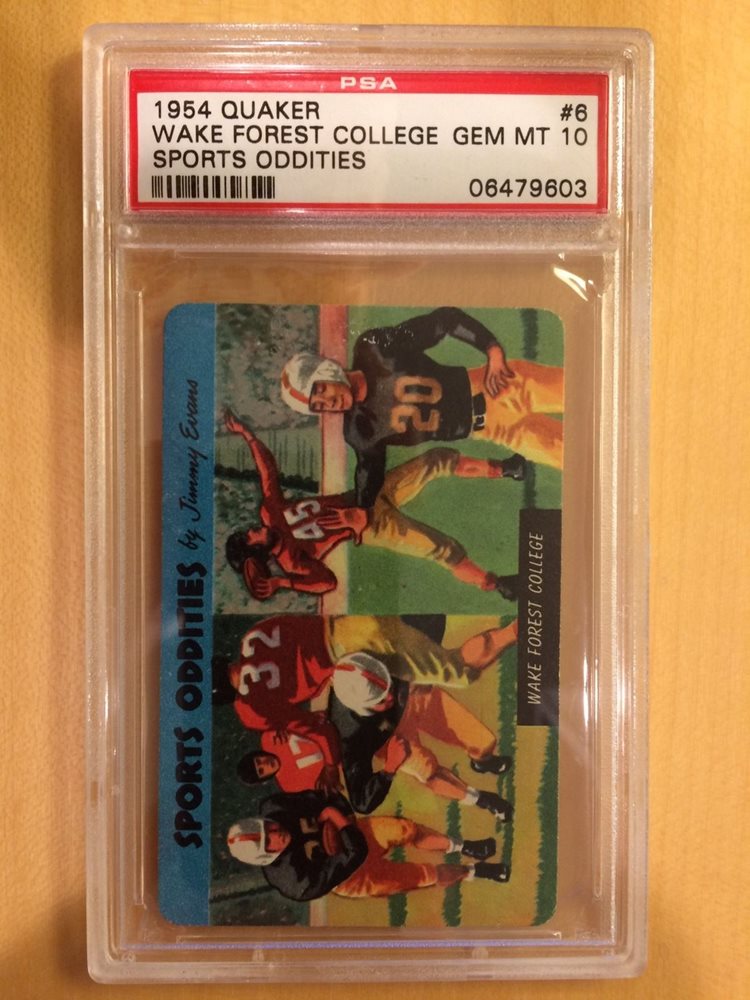 PSA
1954 QUAKER #6
WAKE FOREST COLLEGE GEM MT 10
SPORTS ODDITIES
06479603
SPORTS ODDITIES by Jimmy Evans
20
45
32
17
WAKE FOREST COLLEGE